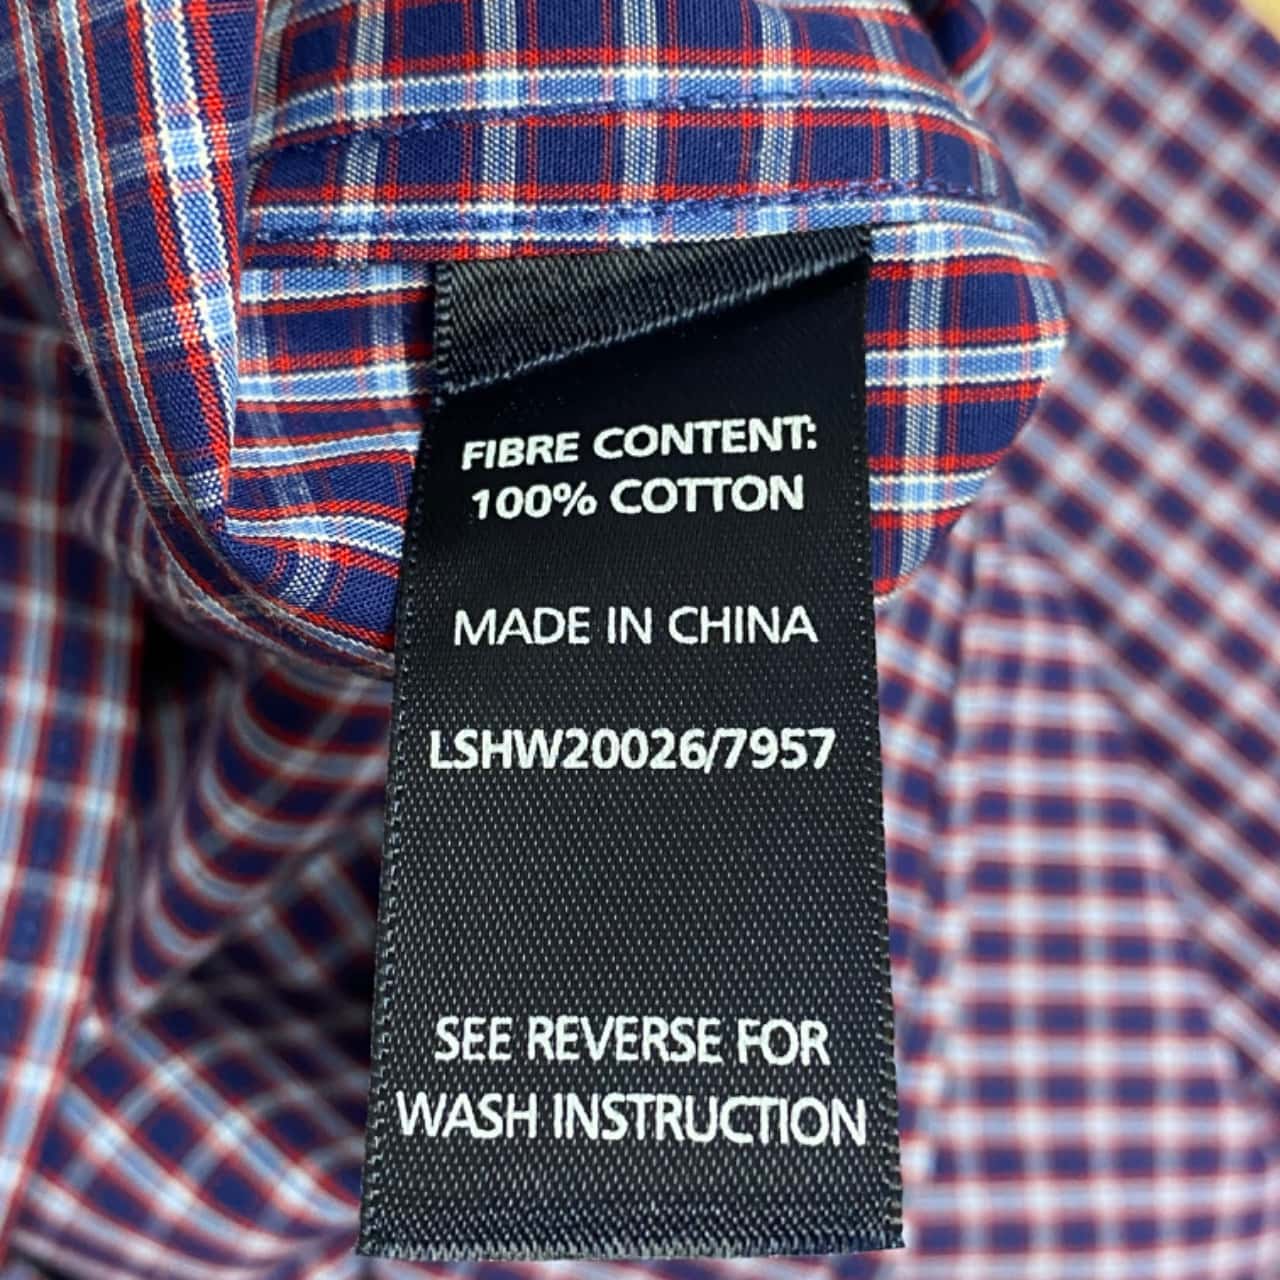 FIBRE CONTENT:
100% COTTON
MADE IN CHINA
LSHW20026/7957
SEE REVERSE FOR
WASH INSTRUCTION